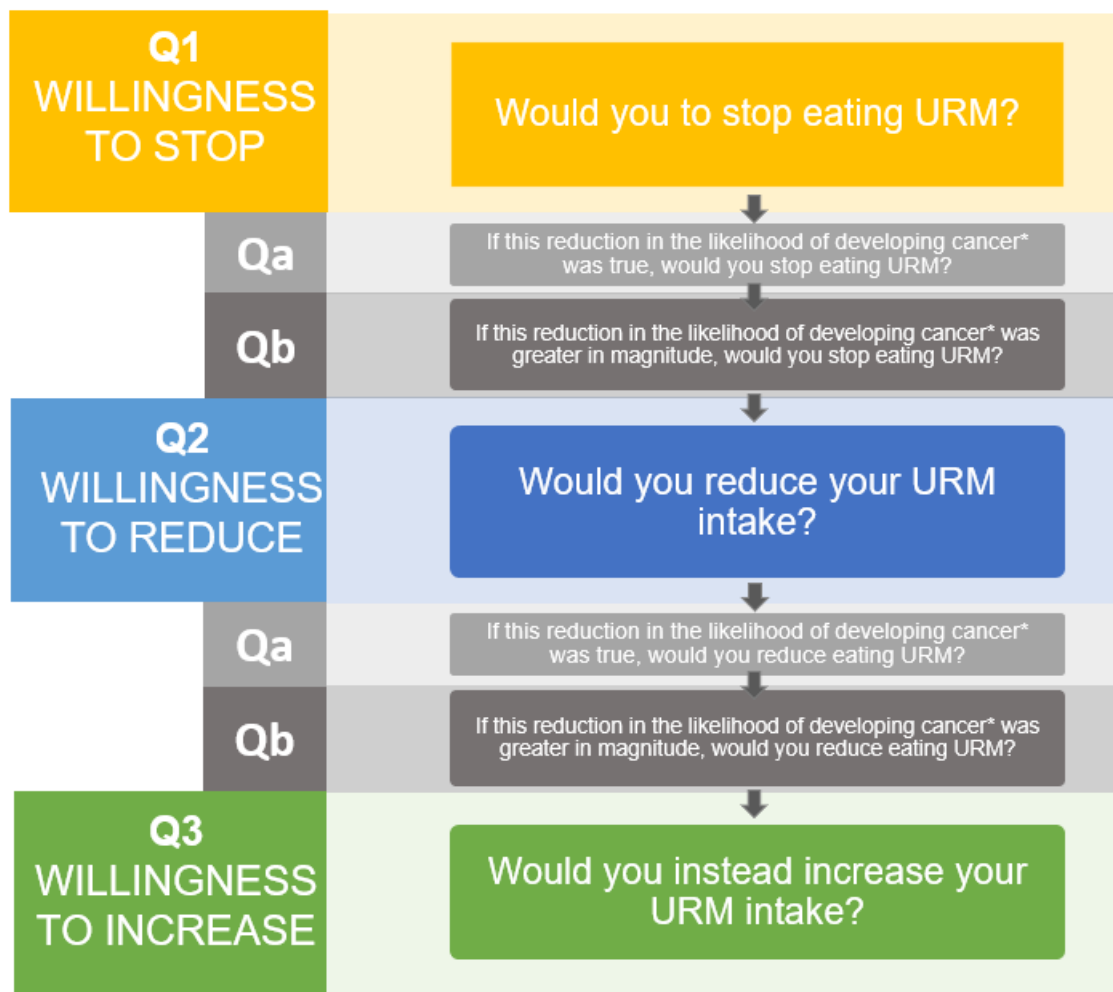 Q1
WILLINGNESS
TO STOP
Would you to stop eating URM?
Qa
If this reduction in the likelihood of developing cancer*
was true, would you stop eating URM?
Qb
If this reduction in the likelihood of developing cancer* was
greater in magnitude, would you stop eating URM?
Q2
WILLINGNESS
TO REDUCE
Would you reduce your URM
intake?
Qa
If this reduction in the likelihood of developing cancer*
was true, would you reduce eating URM?
Qb
If this reduction in the likelihood of developing cancer* was
greater in magnitude, would you reduce eating URM?
Q3
WILLINGNESS
TO INCREASE
Would you instead increase your
URM intake?